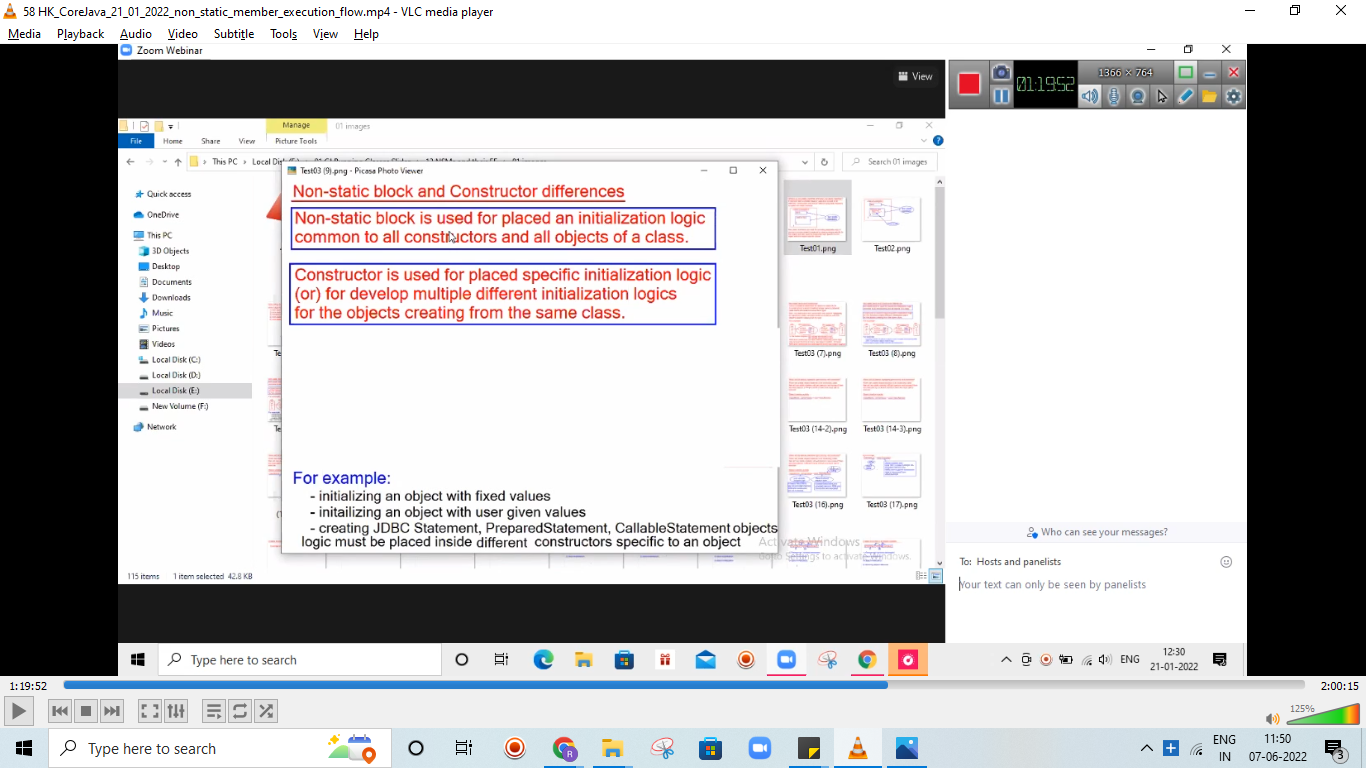 58 HK_CoreJava_21_01_2022_non_static_member_execution_flow.mp4 - VLC media player
Media Playback Audio Video Subtitle Tools View Help
Zoom Webinar
View
01:19:52
1366 × 764
Manage
01 images
File Home Share View Picture Tools
This PC › Local Disk
Search 01 images
Test03 (9).png - Picasa Photo Viewer
Quick access
OneDrive
This PC
3D Objects
Desktop
Documents
Downloads
Music
Pictures
Videos
Local Disk (C:)
Local Disk (D:)
Local Disk (E:)
New Volume (F:)
Network
Non-static block and Constructor differences
Non-static block is used for placed an initialization logic
common to all constructors and all objects of a class.
Constructor is used for placed specific initialization logic
(or) for develop multiple different initialization logics
for the objects creating from the same class.
For example:
- initializing an object with fixed values
- initailizing an object with user given values
- creating JDBC Statement, PreparedStatement, CallableStatement objects
logic must be placed inside different constructors specific to an object
Test01.png Test02.png
Test03 (7).png Test03 (8).png
Test03 (14-2).png Test03 (14-3).png
Test03 (16).png Test03 (17).png
Activate Windows
Go to Settings to activate Windows.
115 items 1 item selected 42.8 KB
Who can see your messages?
To: Hosts and panelists
Your text can only be seen by panelists
Type here to search
ENG
12:30
21-01-2022
1:19:52
2:00:15
125%
Type here to search
ENG
IN
11:50
07-06-2022
3